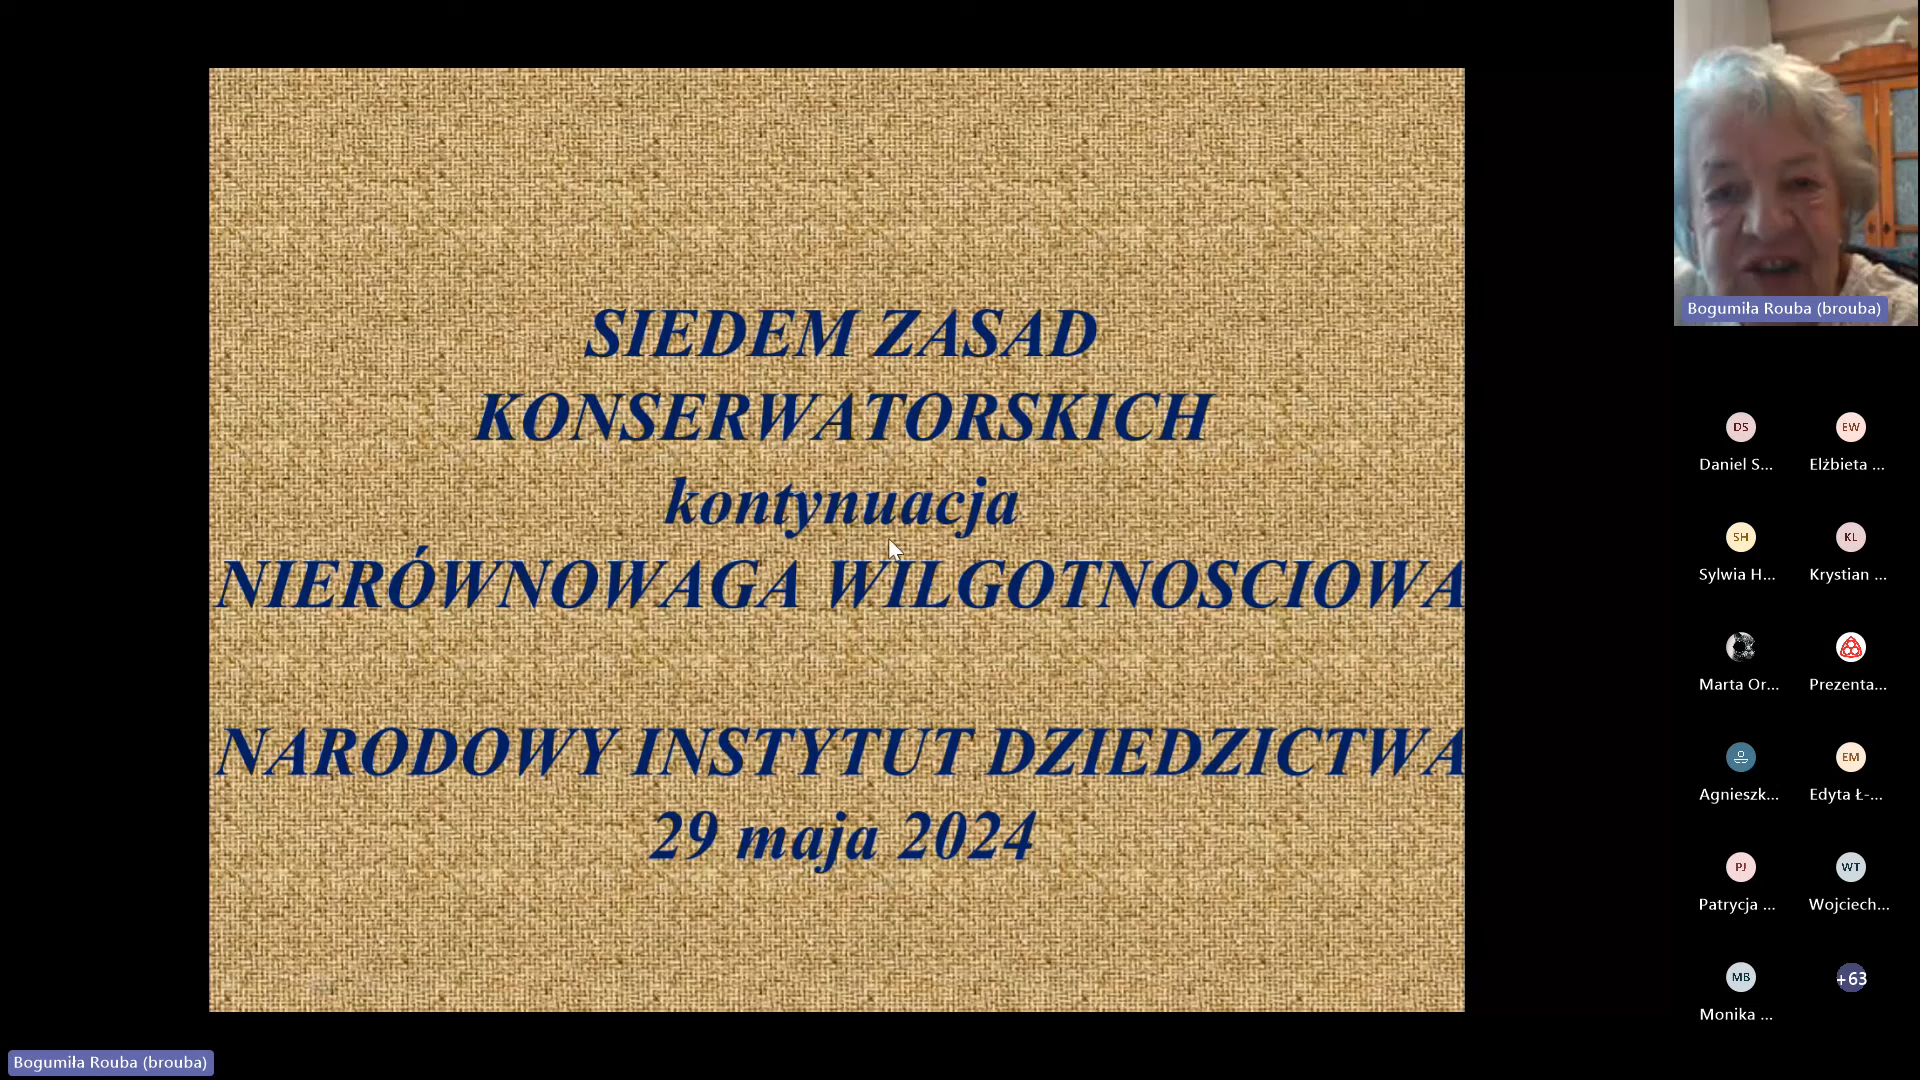 SIEDEM ZASAD
KONSERWATORSKICH
kontynuacja
NIERÓWNOWAGA WILGOTNOSCIOWA
NARODOWY INSTYTUT DZIEDZICTWA
29 maja 2024
Bogumiła Rouba (brouba)
DS
EW
Daniel S...
Elżbieta ...
SH
KL
Sylwia H...
Krystian ...
Marta Or...
Prezenta...
EM
Agnieszk...
Edyta Ł-...
PJ
WT
Patrycja ...
Wojciech...
MB
+63
Monika ...
Bogumiła Rouba (brouba)